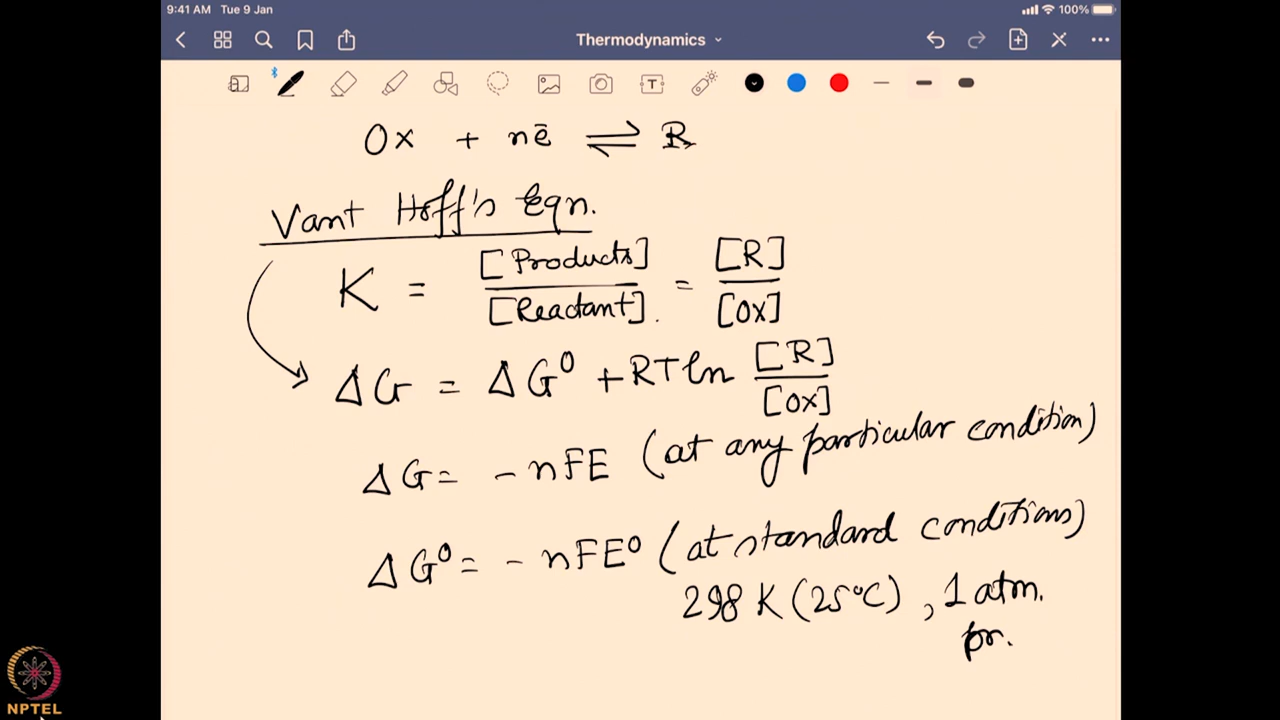 9:41 AM Tue 9 Jan
100%
Thermodynamics
T
Ox + nē ⇌ R
Vant Hoff's Eqn.
K = [Products]/[Reactant]. = [R]/[Ox]
ΔG = ΔG⁰ + RT ln [R]/[Ox]
ΔG = - nFE (at any particular condition)
ΔG⁰ = - nFE⁰ (at standard conditions)
298 K (25°C), 1 atm.
pr.
NPTEL